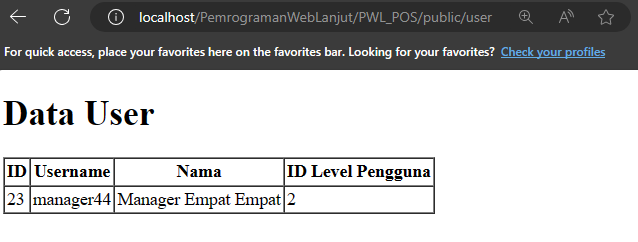 localhost/PemrogramanWebLanjut/PWL_POS/public/user
For quick access, place your favorites here on the favorites bar. Looking for your favorites? Check your profiles
Data User
ID Username Nama ID Level Pengguna
23 manager44 Manager Empat Empat 2